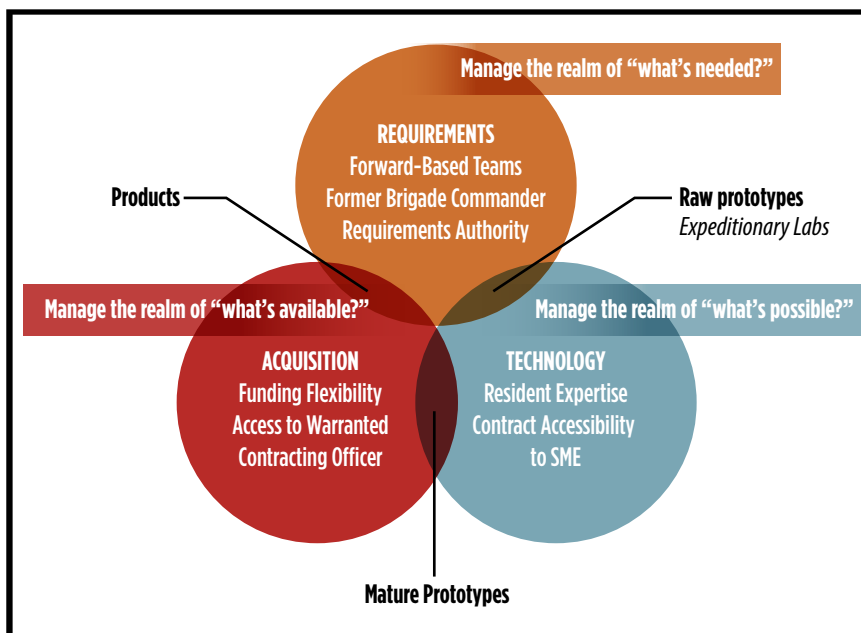 Manage the realm of “what’s needed?”
REQUIREMENTS
Forward-Based Teams
Former Brigade Commander
Requirements Authority
Products
Raw prototypes
Expeditionary Labs
Manage the realm of “what’s available?”
Manage the realm of “what’s possible?”
ACQUISITION
Funding Flexibility
Access to Warranted
Contracting Officer
TECHNOLOGY
Resident Expertise
Contract Accessibility
to SME
Mature Prototypes